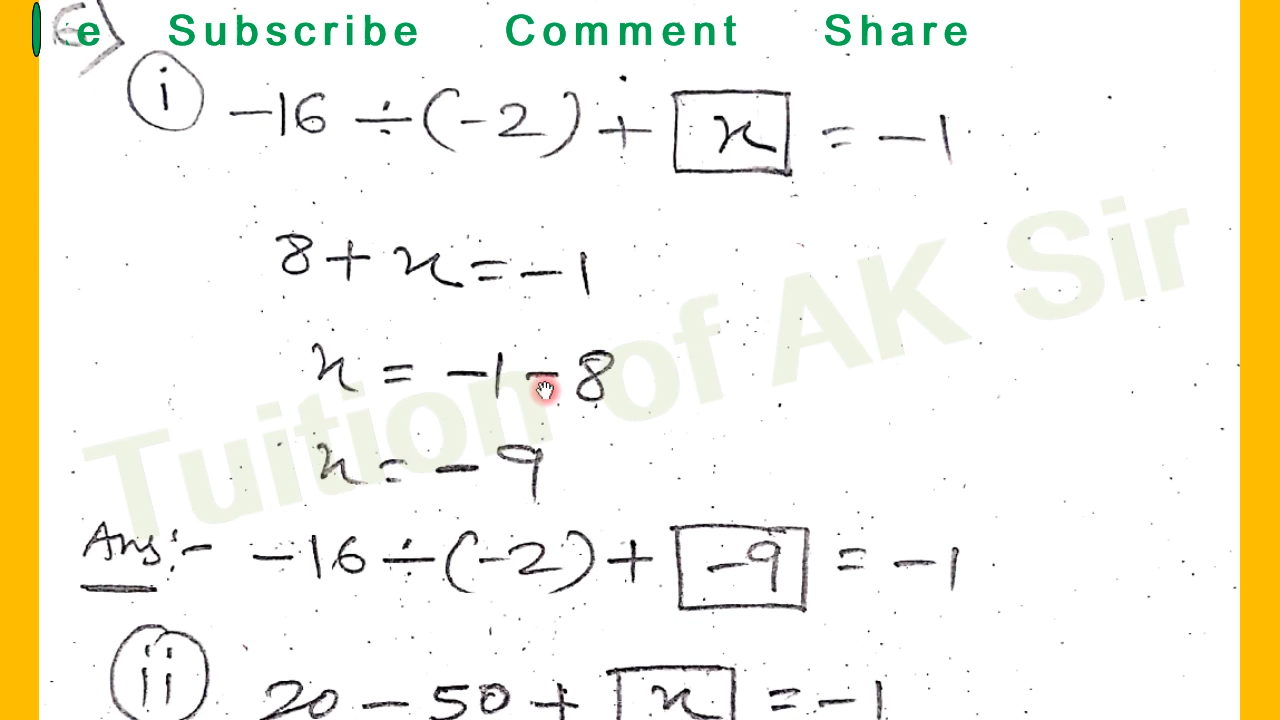 e Subscribe Comment Share
i -16 ÷ (-2) + x = -1
8 + x = -1
x = -1 - 8
x = -9
Ans:- -16 ÷ (-2) + -9 = -1
ii 20 - 50 + x = -1
Tuition of AK Sir